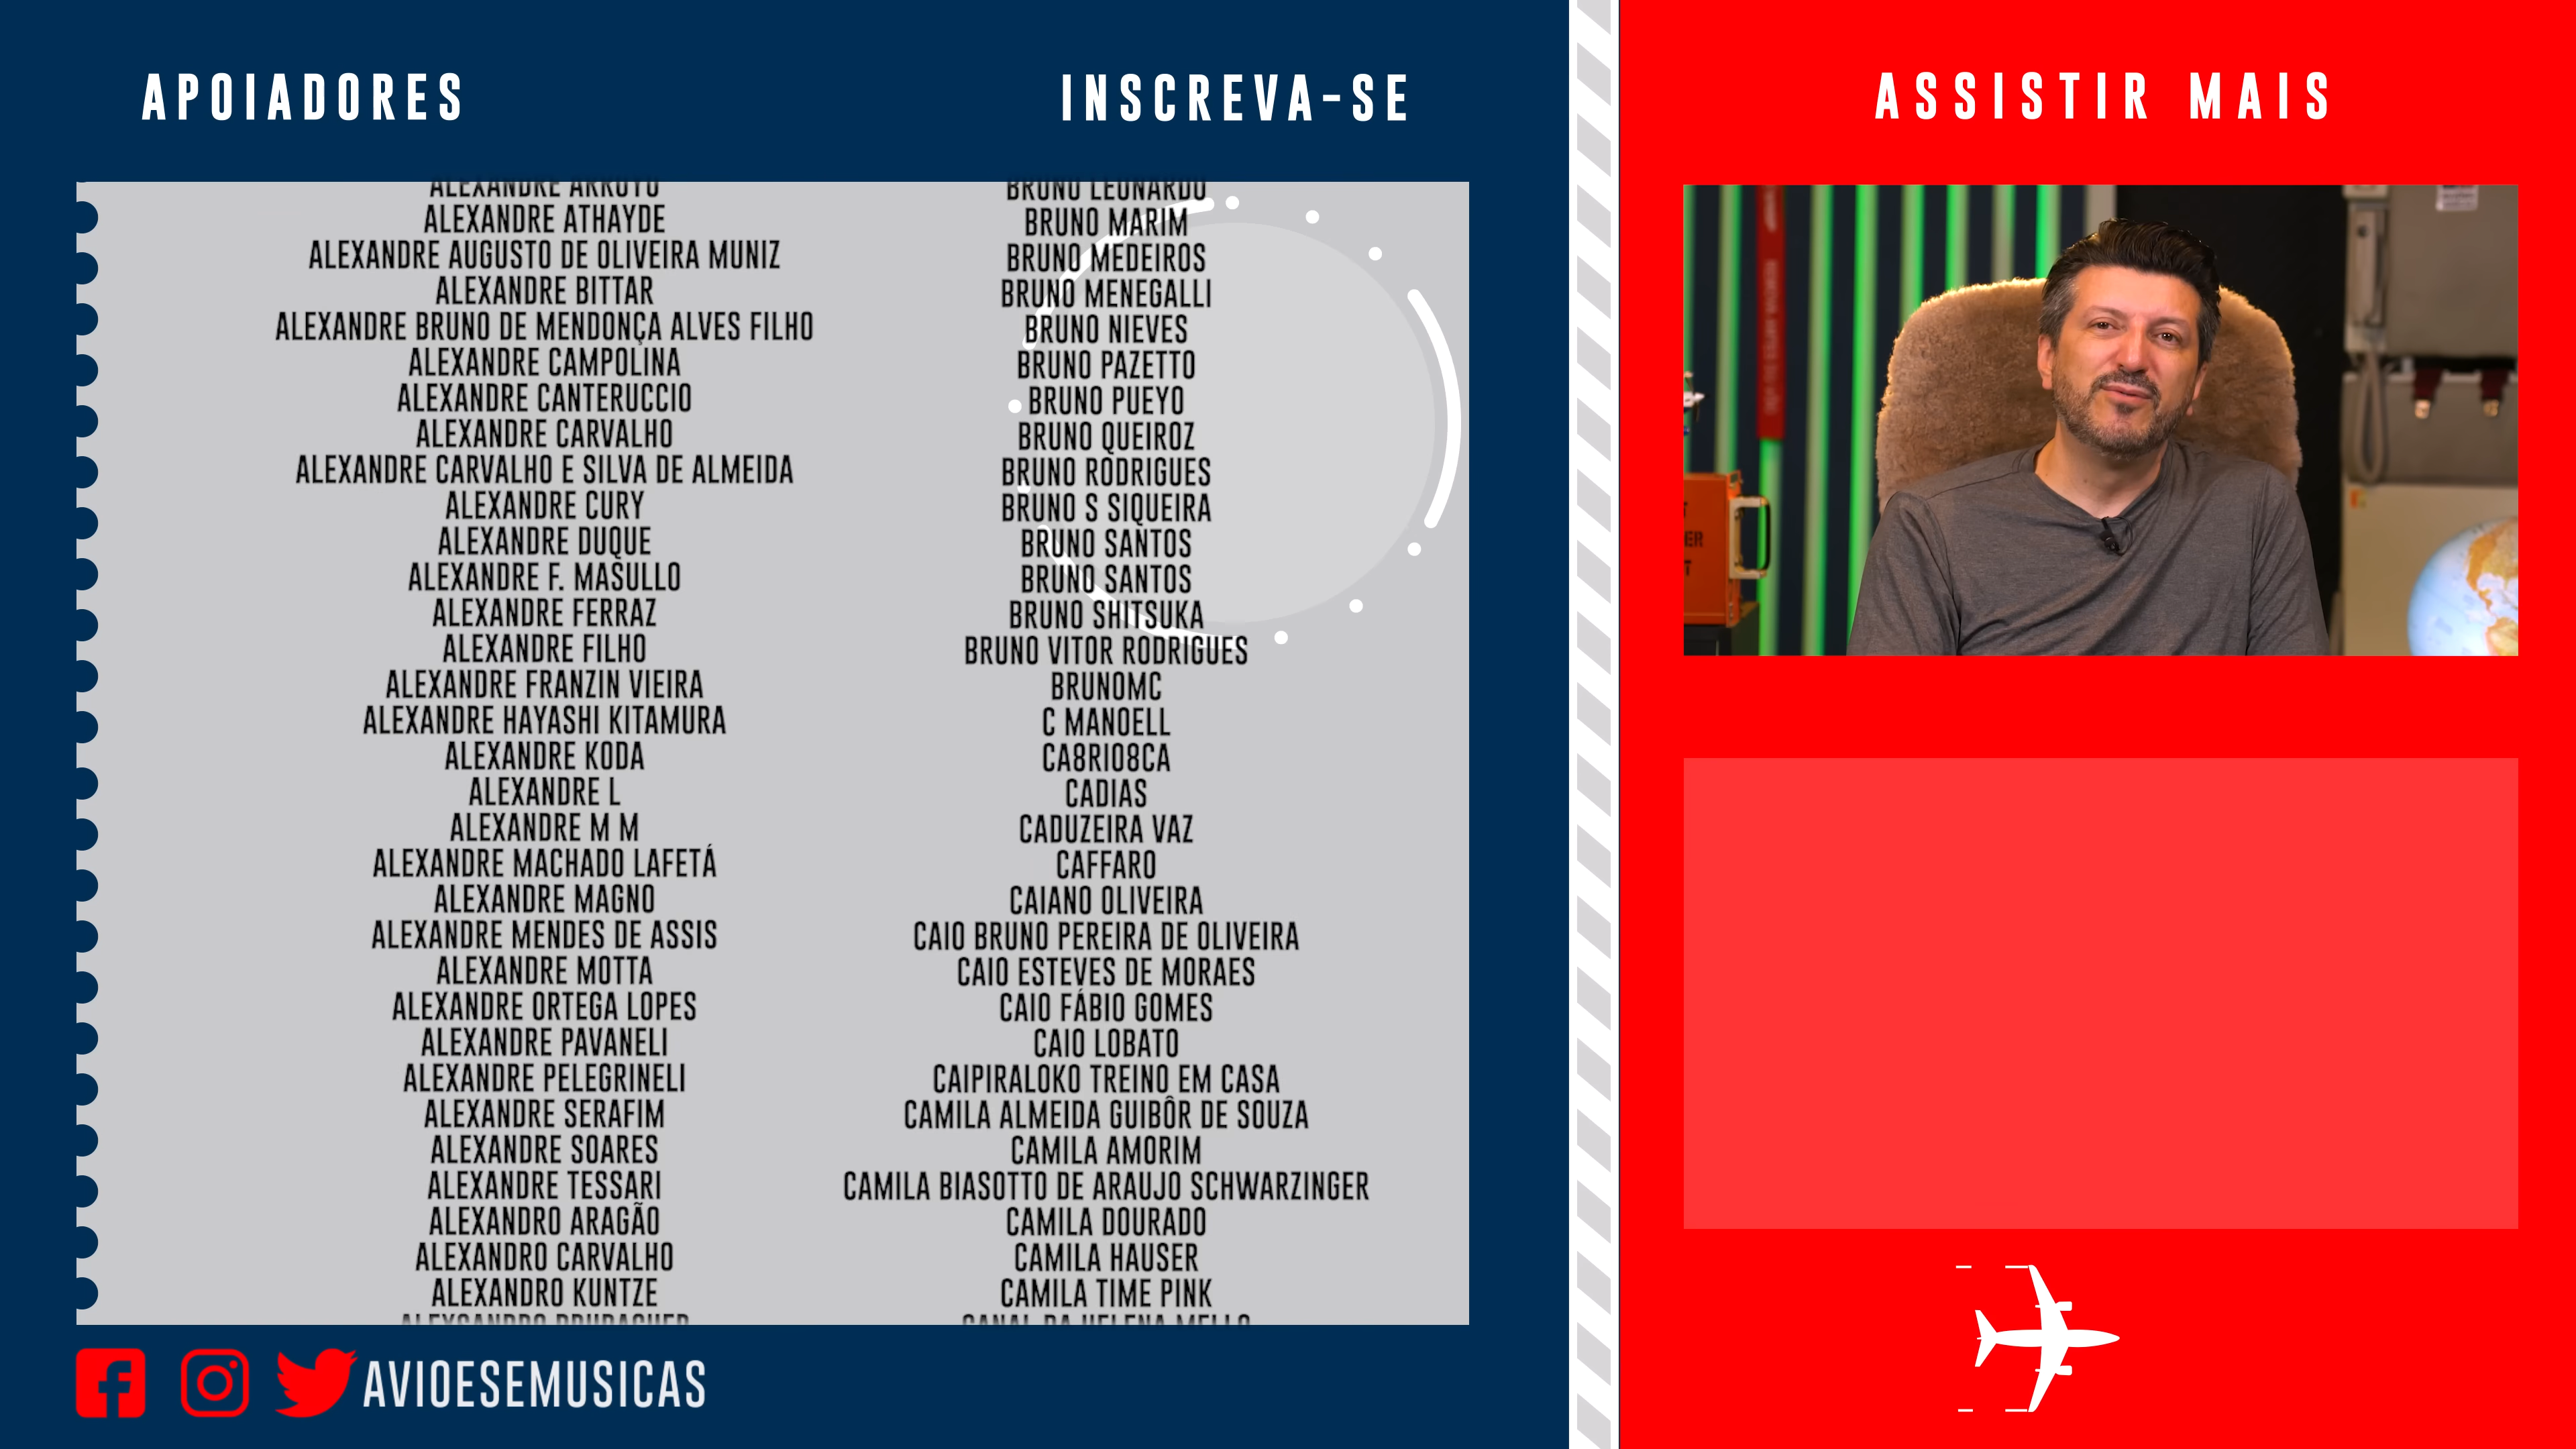 APOIADORES
INSCREVA-SE
ASSISTIR MAIS
ALEXANDRE ARROYO
ALEXANDRE ATHAYDE
ALEXANDRE AUGUSTO DE OLIVEIRA MUNIZ
ALEXANDRE BITTAR
ALEXANDRE BRUNO DE MENDONÇA ALVES FILHO
ALEXANDRE CAMPOLINA
ALEXANDRE CANTERUCCIO
ALEXANDRE CARVALHO
ALEXANDRE CARVALHO E SILVA DE ALMEIDA
ALEXANDRE CURY
ALEXANDRE DUQUE
ALEXANDRE F. MASULLO
ALEXANDRE FERRAZ
ALEXANDRE FILHO
ALEXANDRE FRANZIN VIEIRA
ALEXANDRE HAYASHI KITAMURA
ALEXANDRE KODA
ALEXANDRE L
ALEXANDRE M M
ALEXANDRE MACHADO LAFETÁ
ALEXANDRE MAGNO
ALEXANDRE MENDES DE ASSIS
ALEXANDRE MOTTA
ALEXANDRE ORTEGA LOPES
ALEXANDRE PAVANELI
ALEXANDRE PELEGRINELI
ALEXANDRE SERAFIM
ALEXANDRE SOARES
ALEXANDRE TESSARI
ALEXANDRO ARAGÃO
ALEXANDRO CARVALHO
ALEXANDRO KUNTZE
BRUNO LEONARDO
BRUNO MARIM
BRUNO MEDEIROS
BRUNO MENEGALLI
BRUNO NIEVES
BRUNO PAZETTO
BRUNO PUEYO
BRUNO QUEIROZ
BRUNO RODRIGUES
BRUNO S SIQUEIRA
BRUNO SANTOS
BRUNO SANTOS
BRUNO SHITSUKA
BRUNO VITOR RODRIGUES
BRUNOMC
C MANOELL
CA8RIO8CA
CADIAS
CADUZEIRA VAZ
CAFFARO
CAIANO OLIVEIRA
CAIO BRUNO PEREIRA DE OLIVEIRA
CAIO ESTEVES DE MORAES
CAIO FÁBIO GOMES
CAIO LOBATO
CAIPIRALOKO TREINO EM CASA
CAMILA ALMEIDA GUIBÔR DE SOUZA
CAMILA AMORIM
CAMILA BIASOTTO DE ARAUJO SCHWARZINGER
CAMILA DOURADO
CAMILA HAUSER
CAMILA TIME PINK
CANAL DA HELENA MELLO
AVIOESEMUSICAS